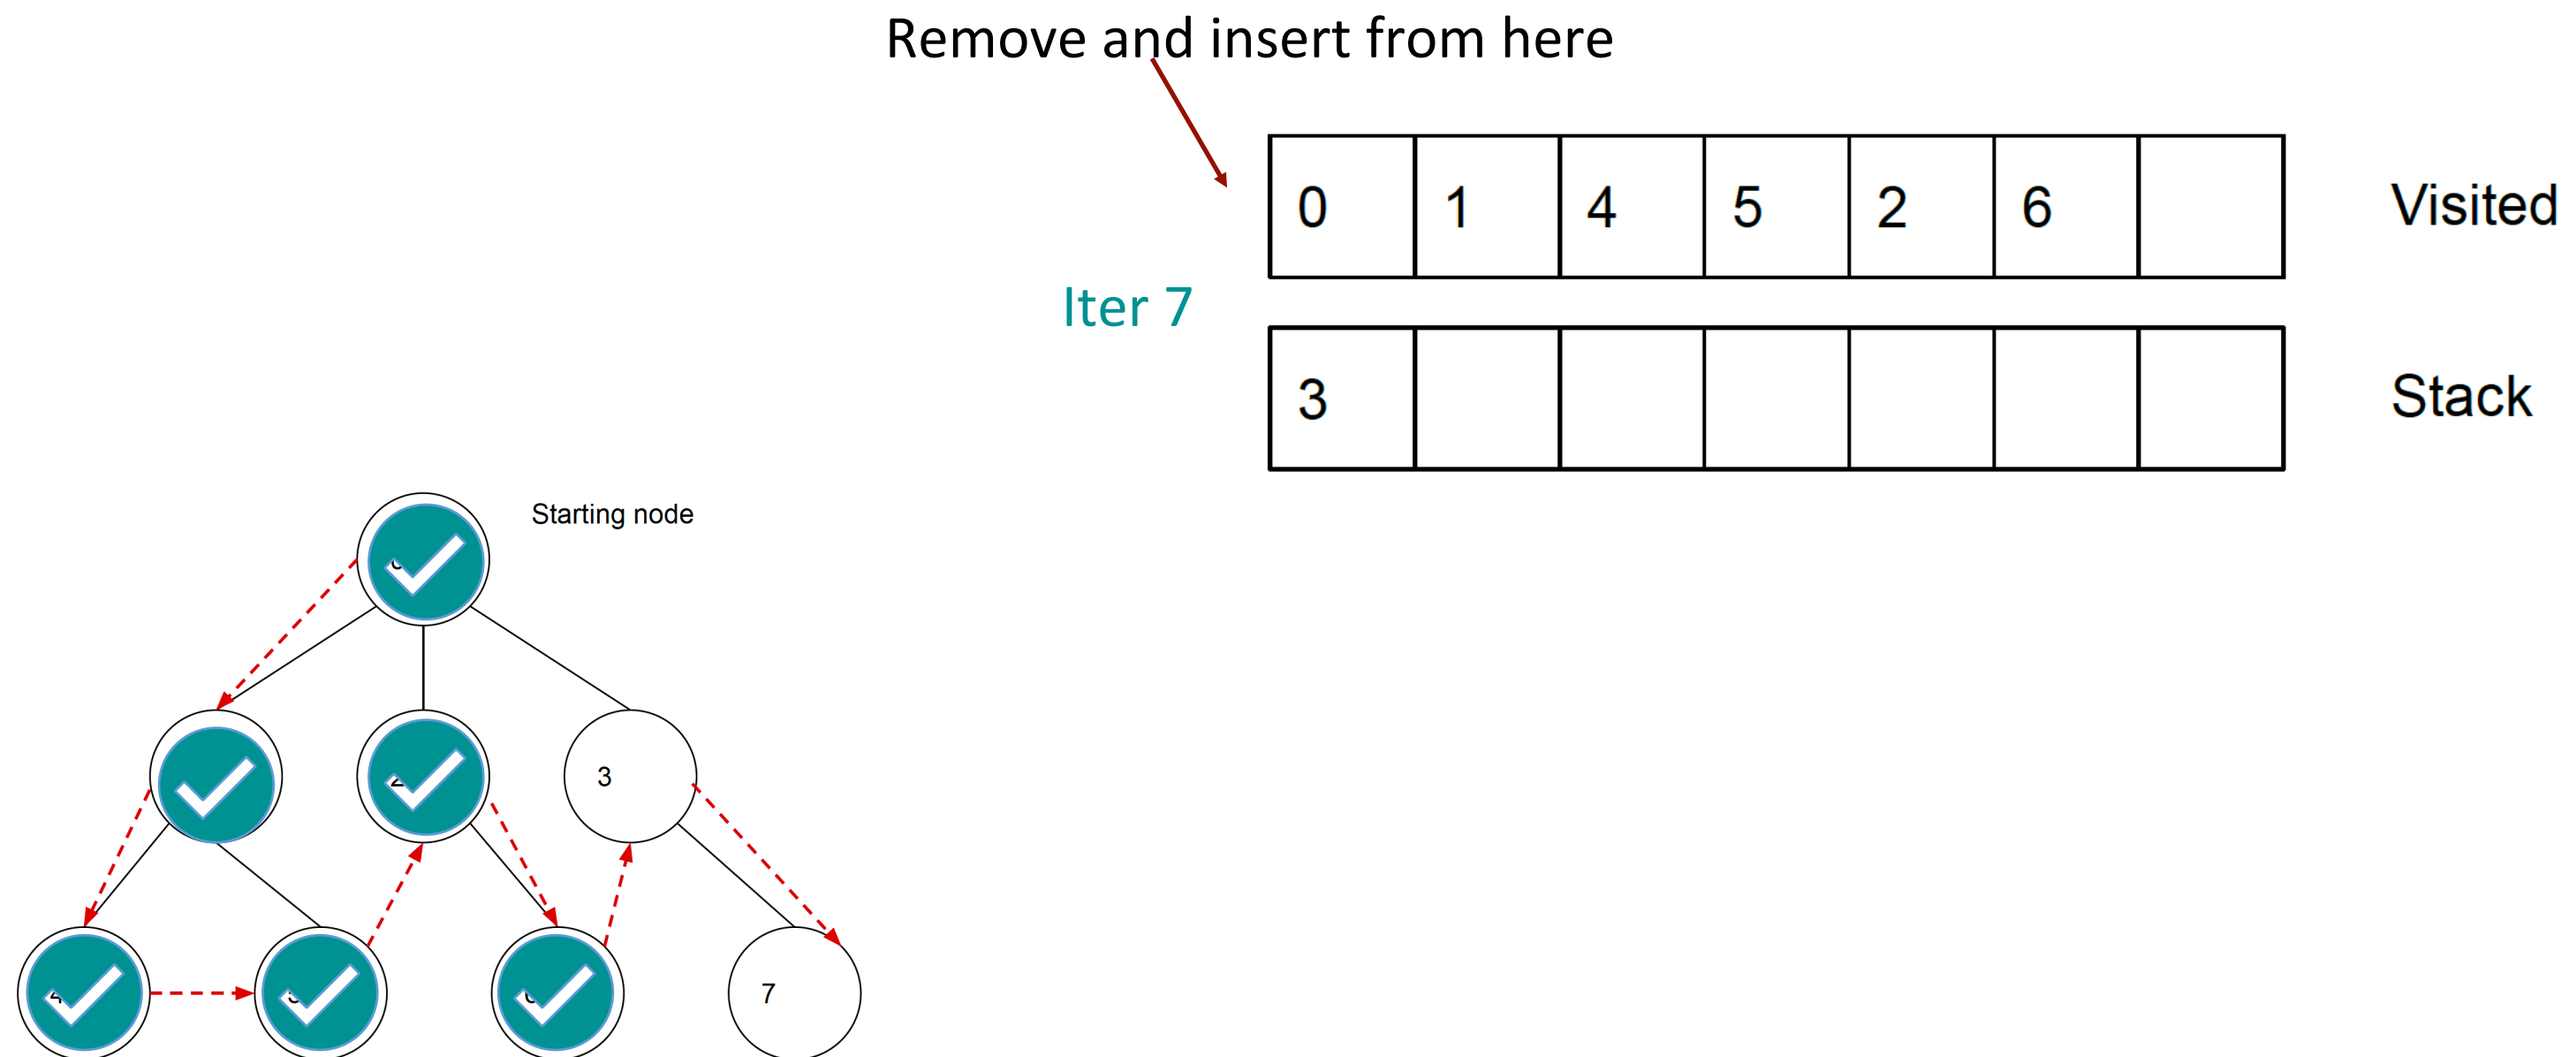 Remove and insert from here
0 1 4 5 2 6 Visited
Iter 7
3 Stack
Starting node
3
7